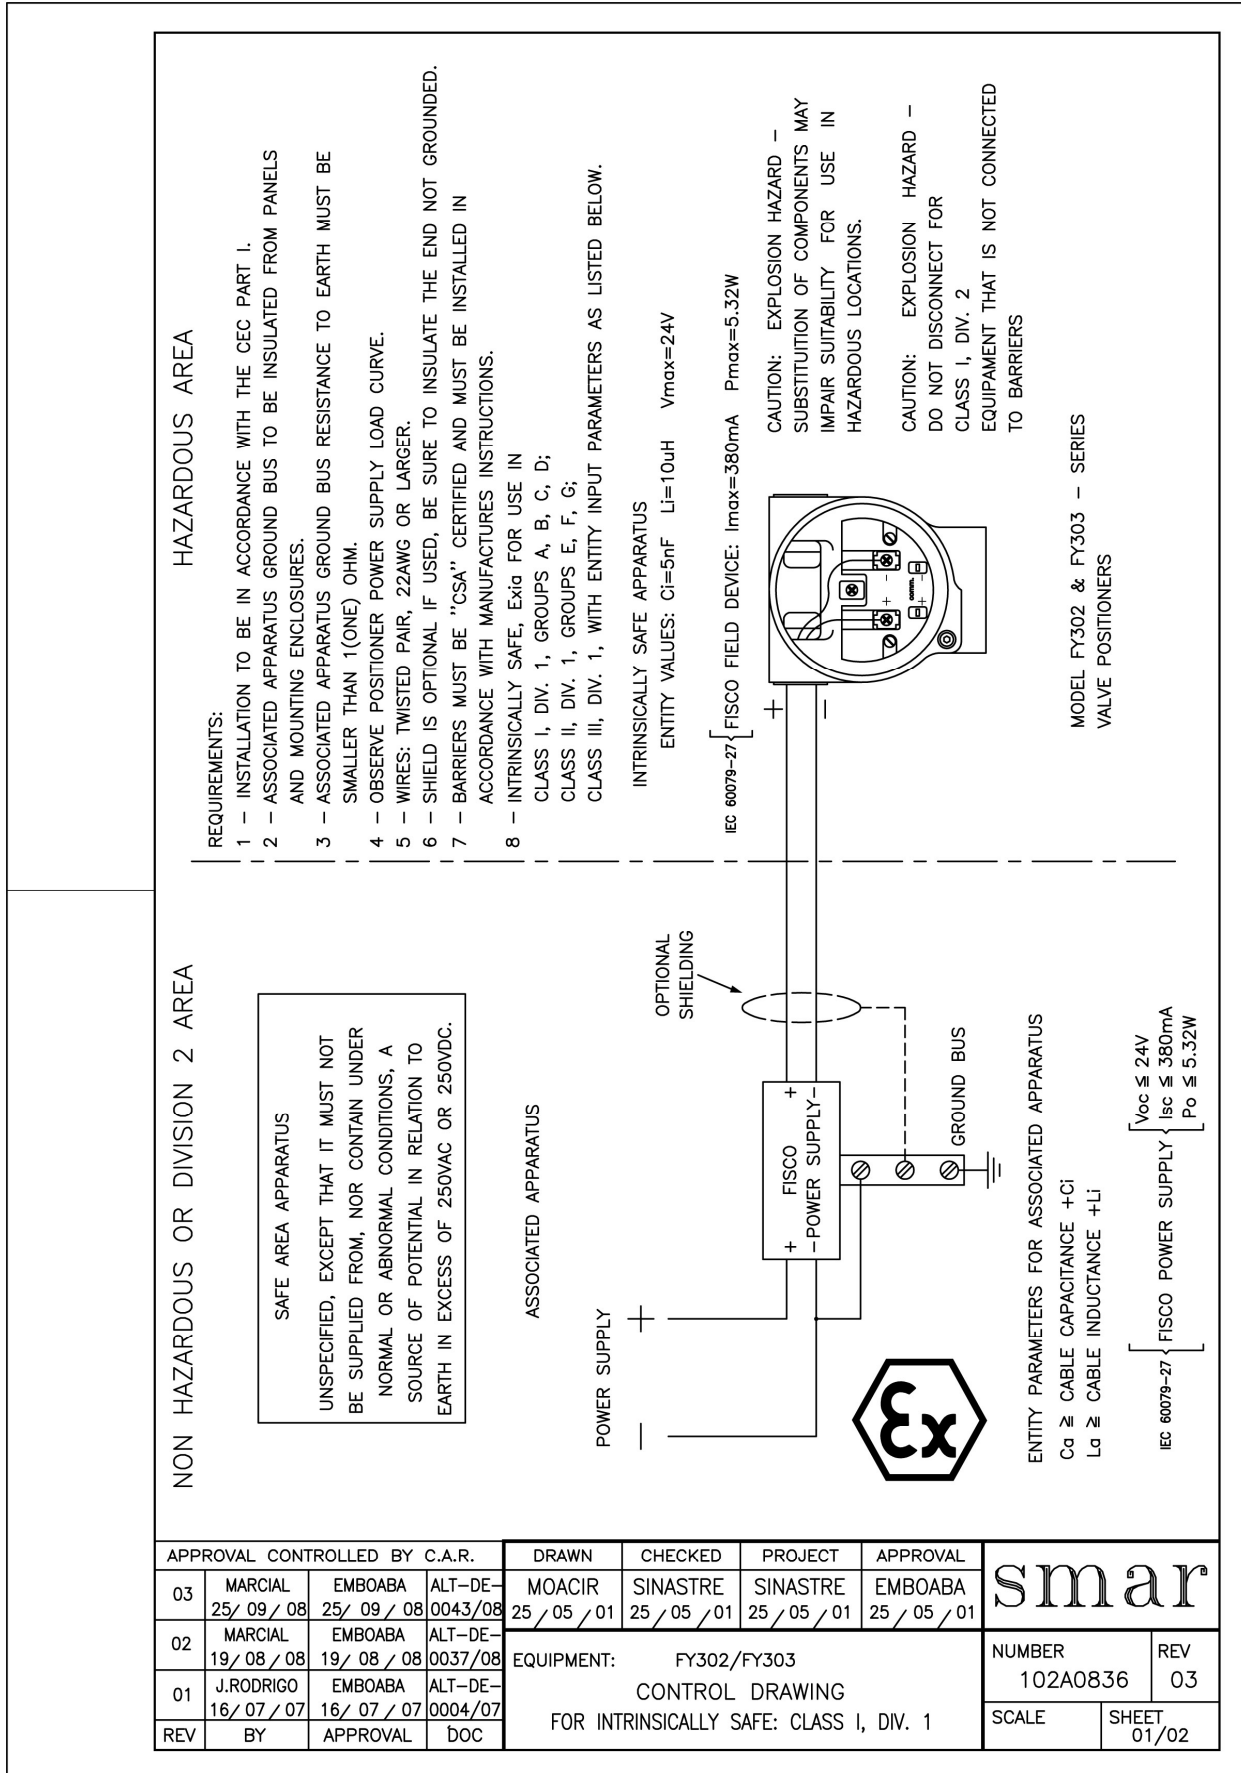 NON HAZARDOUS OR DIVISION 2 AREA
SAFE AREA APPARATUS
UNSPECIFIED, EXCEPT THAT IT MUST NOT
BE SUPPLIED FROM, NOR CONTAIN UNDER
NORMAL OR ABNORMAL CONDITIONS, A
SOURCE OF POTENTIAL IN RELATION TO
EARTH IN EXCESS OF 250VAC OR 250VDC.
ASSOCIATED APPARATUS
POWER SUPPLY
–
+
+
–
FISCO
POWER SUPPLY
+
–
OPTIONAL
SHIELDING
GROUND BUS
Ex
ENTITY PARAMETERS FOR ASSOCIATED APPARATUS
Ca ≥ CABLE CAPACITANCE +Ci
La ≥ CABLE INDUCTANCE +Li
IEC 60079-27 FISCO POWER SUPPLY
Voc ≤ 24V
Isc ≤ 380mA
Po ≤ 5.32W
HAZARDOUS AREA
REQUIREMENTS:
1 – INSTALLATION TO BE IN ACCORDANCE WITH THE CEC PART I.
2 – ASSOCIATED APPARATUS GROUND BUS TO BE INSULATED FROM PANELS
AND MOUNTING ENCLOSURES.
3 – ASSOCIATED APPARATUS GROUND BUS RESISTANCE TO EARTH MUST BE
SMALLER THAN 1(ONE) OHM.
4 – OBSERVE POSITIONER POWER SUPPLY LOAD CURVE.
5 – WIRES: TWISTED PAIR, 22AWG OR LARGER.
6 – SHIELD IS OPTIONAL IF USED, BE SURE TO INSULATE THE END NOT GROUNDED.
7 – BARRIERS MUST BE "CSA" CERTIFIED AND MUST BE INSTALLED IN
ACCORDANCE WITH MANUFACTURES INSTRUCTIONS.
8 – INTRINSICALLY SAFE, Exia FOR USE IN
CLASS I, DIV. 1, GROUPS A, B, C, D;
CLASS II, DIV. 1, GROUPS E, F, G;
CLASS III, DIV. 1, WITH ENTITY INPUT PARAMETERS AS LISTED BELOW.
INTRINSICALLY SAFE APPARATUS
ENTITY VALUES: Ci=5nF Li=10uH Vmax=24V
IEC 60079-27 FISCO FIELD DEVICE: Imax=380mA Pmax=5.32W
+
–
+ –
comm.
+ –
CAUTION: EXPLOSION HAZARD –
SUBSTITUTION OF COMPONENTS MAY
IMPAIR SUITABILITY FOR USE IN
HAZARDOUS LOCATIONS.
CAUTION: EXPLOSION HAZARD –
DO NOT DISCONNECT FOR
CLASS I, DIV. 2
EQUIPAMENT THAT IS NOT CONNECTED
TO BARRIERS
MODEL FY302 & FY303 – SERIES
VALVE POSITIONERS
APPROVAL CONTROLLED BY C.A.R.
03 MARCIAL EMBOABA ALT-DE-
25/ 09 / 08 25/ 09 / 08 0043/08
02 MARCIAL EMBOABA ALT-DE-
19/ 08 / 08 19/ 08 / 08 0037/08
01 J.RODRIGO EMBOABA ALT-DE-
16/ 07 / 07 16/ 07 / 07 0004/07
REV BY APPROVAL DOC
DRAWN CHECKED PROJECT APPROVAL
MOACIR SINASTRE SINASTRE EMBOABA
25 / 05 / 01 25 / 05 / 01 25 / 05 / 01 25 / 05 / 01
EQUIPMENT: FY302/FY303
CONTROL DRAWING
FOR INTRINSICALLY SAFE: CLASS I, DIV. 1
smar
NUMBER
102A0836
REV
03
SCALE
SHEET
01/02